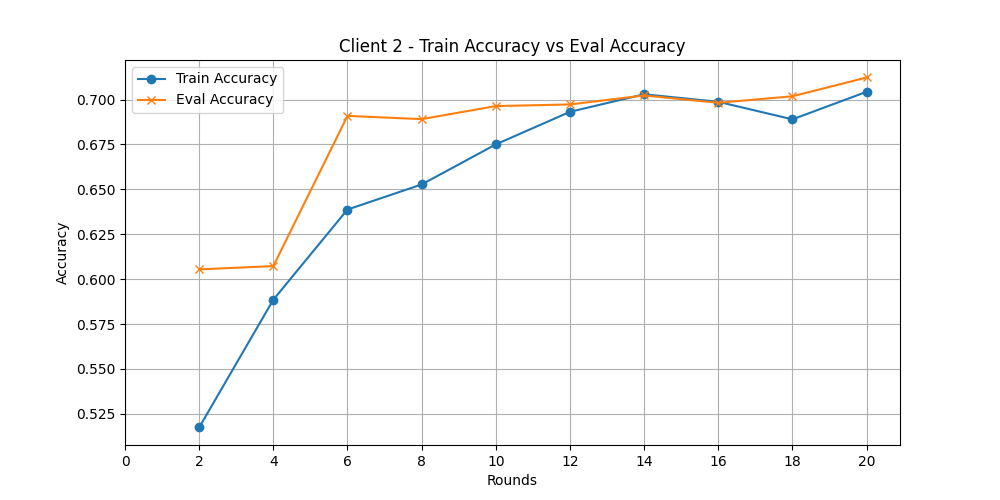 Client 2 - Train Accuracy vs Eval Accuracy
Train Accuracy
Eval Accuracy
Accuracy
0.700
0.675
0.650
0.625
0.600
0.575
0.550
0.525
0 2 4 6 8 10 12 14 16 18 20
Rounds